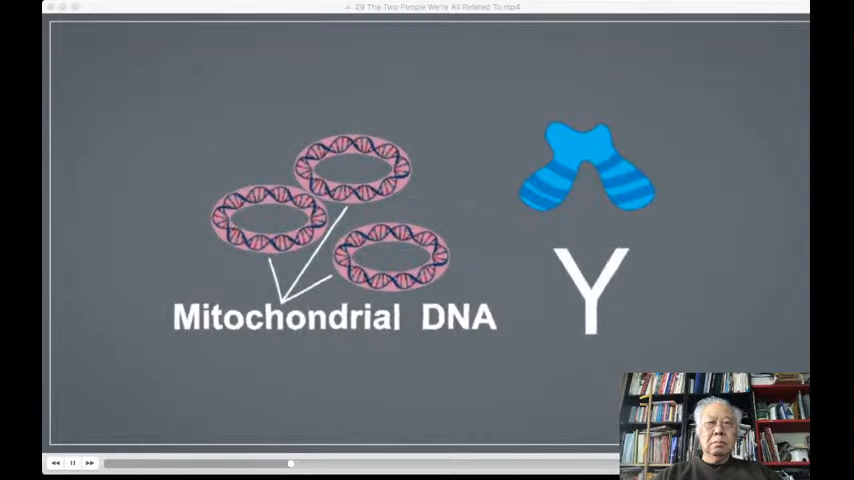 29 The Two People We're All Related To.mp4
Mitochondrial DNA
Y